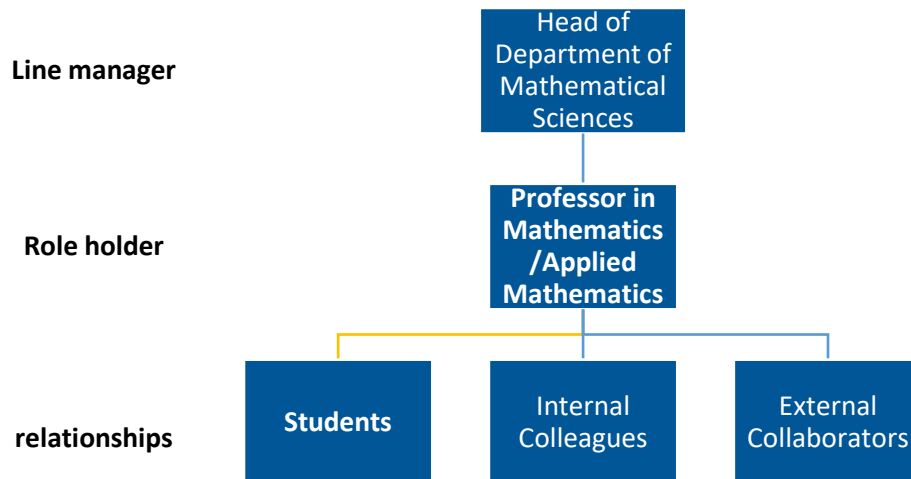 Line manager
Head of
Department of
Mathematical
Sciences
Role holder
Professor in
Mathematics
/Applied
Mathematics
relationships
Students
Internal
Colleagues
External
Collaborators